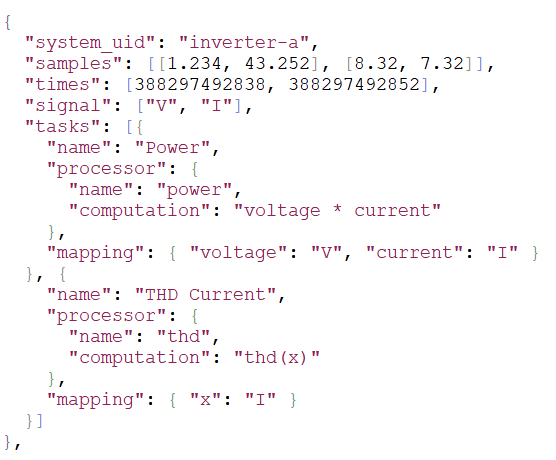 {
  "system_uid": "inverter-a",
  "samples": [[1.234, 43.252], [8.32, 7.32]],
  "times": [388297492838, 388297492852],
  "signal": ["V", "I"],
  "tasks": [{
    "name": "Power",
    "processor": {
      "name": "power",
      "computation": "voltage * current"
    },
    "mapping": { "voltage": "V", "current": "I" }
  }, {
    "name": "THD Current",
    "processor": {
      "name": "thd",
      "computation": "thd(x)"
    },
    "mapping": { "x": "I" }
  }]
},